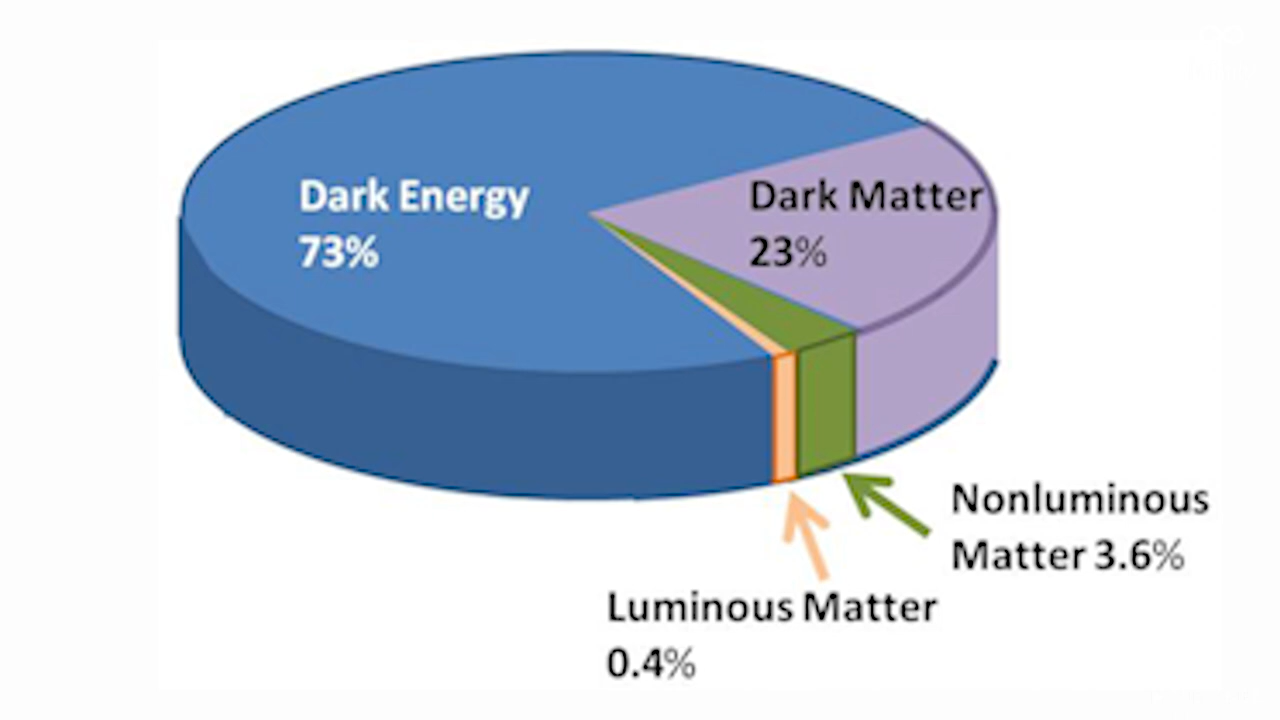 Dark Energy
73%
Dark Matter
23%
Nonluminous
Matter 3.6%
Luminous Matter
0.4%